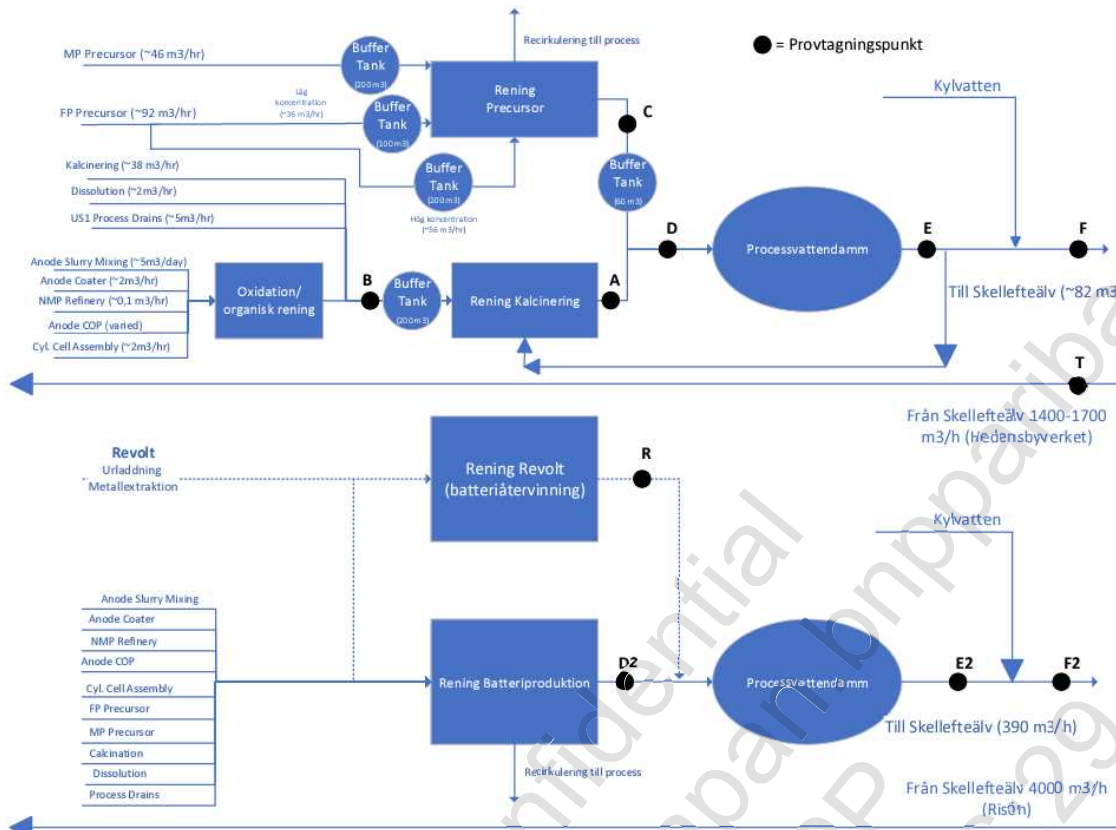 Recirkulering till process
= Provtagningspunkt
MP Precursor (~46 m3/hr)
Buffer
Tank
(200 m3)
Rening
Precursor
Kylvatten
Låg
koncentration
(~36 m3/hr)
FP Precursor (~92 m3/hr)
Buffer
Tank
(100 m3)
C
Kalcinering (~38 m3/hr)
Buffer
Tank
(200 m3)
Buffer
Tank
(60 m3)
Dissolution (~2m3/hr)
US1 Process Drains (~5m3/hr)
Hög koncentration
(~56 m3/hr)
D
Processvattendamm
E
F
Anode Slurry Mixing (~5m3/day)
Anode Coater (~2m3/hr)
NMP Refinery (~0,1 m3/hr)
Anode COP (varied)
Cyl. Cell Assembly (~2m3/hr)
Oxidation/
organisk rening
B
Buffer
Tank
(200 m3)
Rening Kalcinering
A
Till Skellefteälv (~82 m3
T
Från Skellefteälv 1400-1700
m3/h (Hedensbyverket)
Revolt
Urladdning
Metallextraktion
Rening Revolt
(batteriåtervinning)
R
Kylvatten
Anode Slurry Mixing
Anode Coater
NMP Refinery
Anode COP
Cyl. Cell Assembly
FP Precursor
MP Precursor
Calcination
Dissolution
Process Drains
Rening Batteriproduktion
D2
Processvattendamm
E2
F2
Till Skellefteälv (390 m3/h)
Recirkulering till process
Från Skellefteälv 4000 m3/h
(Risön)